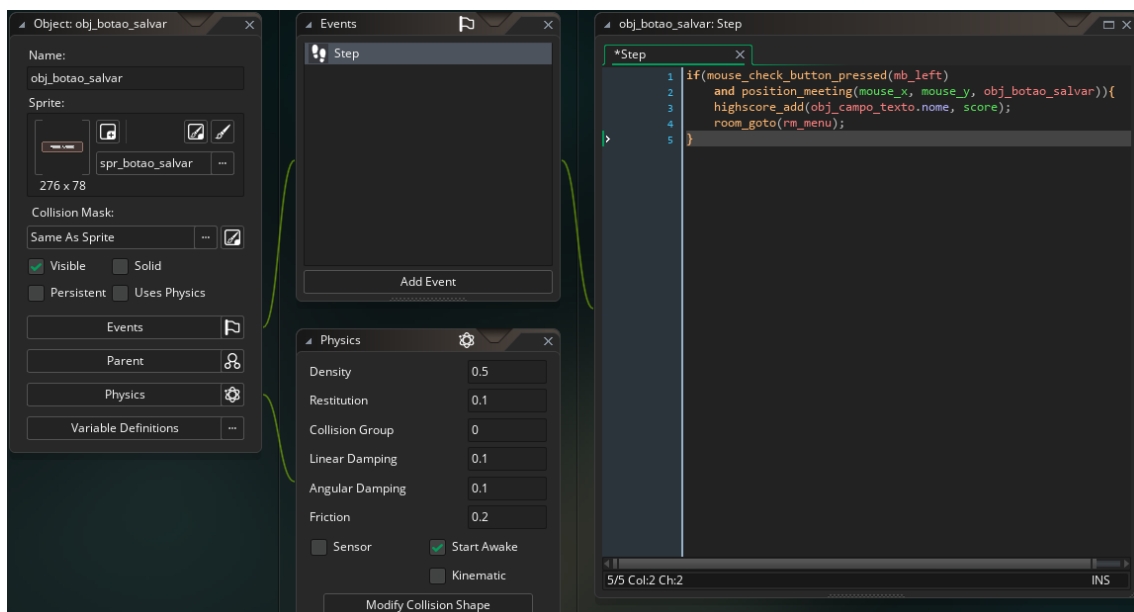 Object: obj_botao_salvar
Name:
obj_botao_salvar
Sprite:
spr_botao_salvar
276 x 78
Collision Mask:
Same As Sprite
Visible
Solid
Persistent
Uses Physics
Events
Parent
Physics
Variable Definitions
Events
Step
Add Event
Physics
Density 0.5
Restitution 0.1
Collision Group 0
Linear Damping 0.1
Angular Damping 0.1
Friction 0.2
Sensor
Start Awake
Kinematic
Modify Collision Shape
obj_botao_salvar: Step
*Step
1 if(mouse_check_button_pressed(mb_left)
2 and position_meeting(mouse_x, mouse_y, obj_botao_salvar)){
3 highscore_add(obj_campo_texto.nome, score);
4 room_goto(rm_menu);
5 }
5/5 Col:2 Ch:2
INS